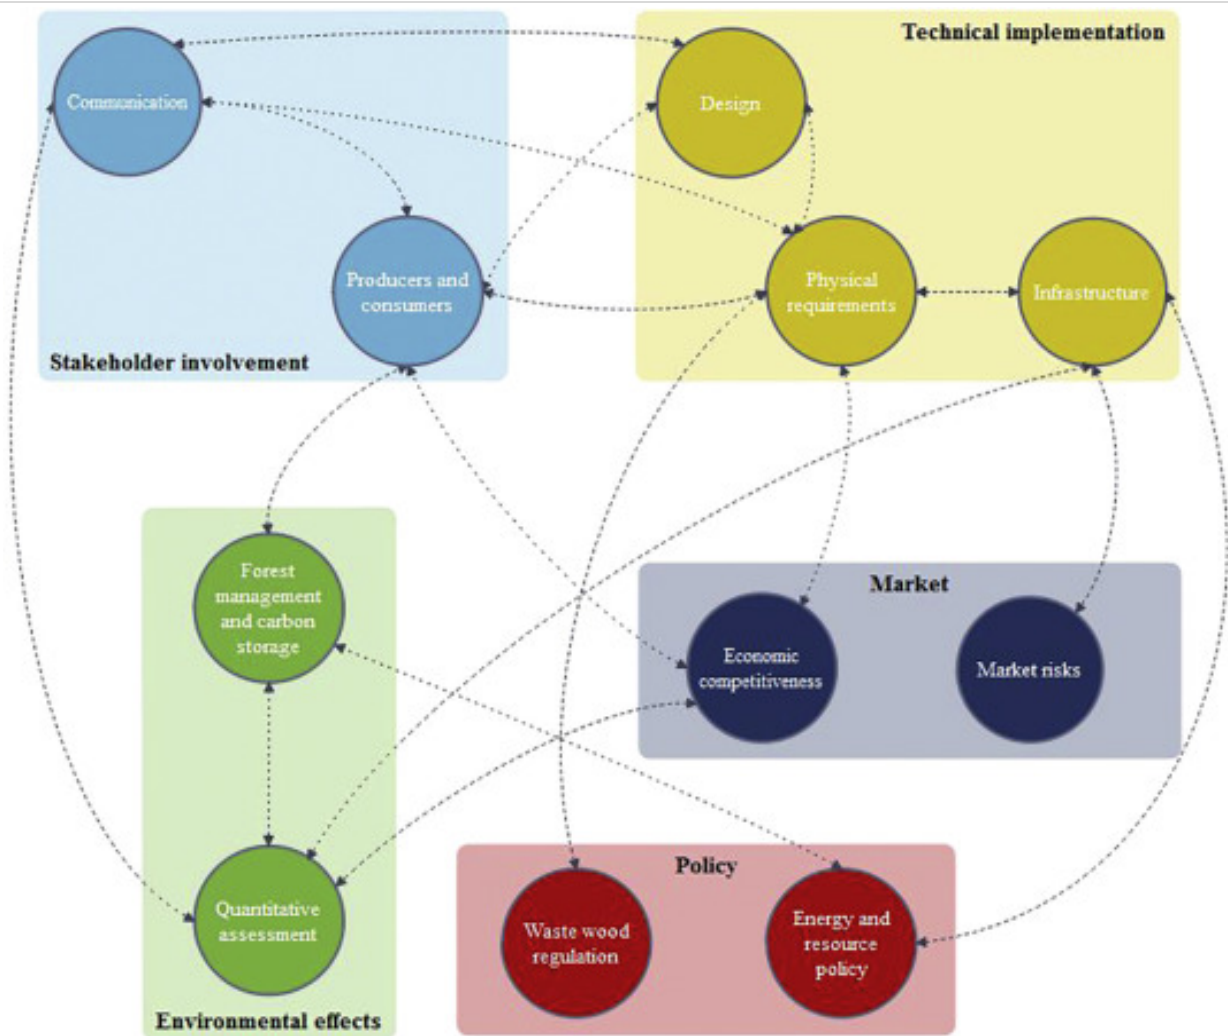 Technical implementation
Communication
Design
Producers and
consumers
Physical
requirements
Infrastructure
Stakeholder involvement
Forest
management
and carbon
storage
Market
Economic
competitiveness
Market risks
Policy
Quantitative
assessment
Waste wood
regulation
Energy and
resource
policy
Environmental effects